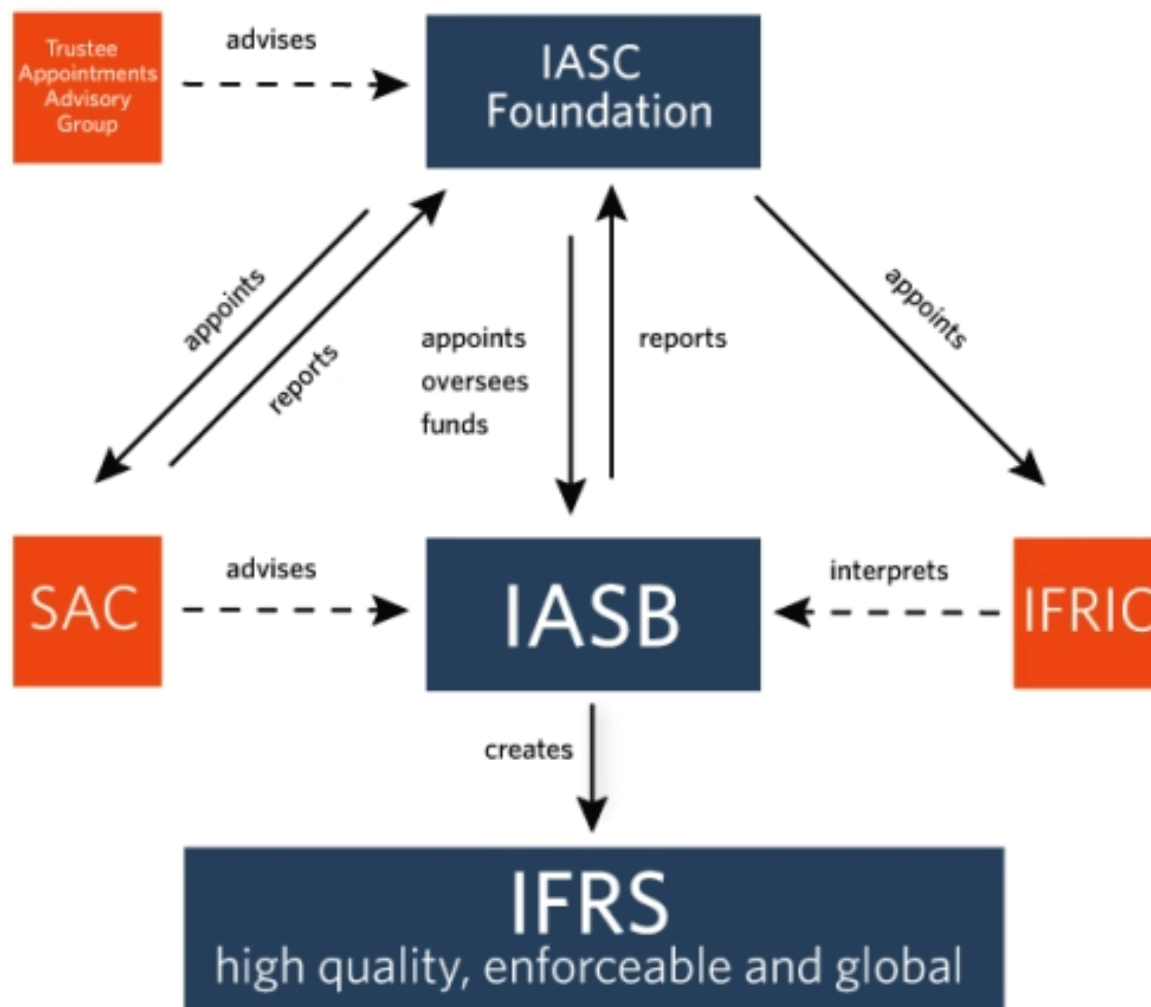 Trustee
Appointments
Advisory
Group
advises
IASC
Foundation
appoints
reports
appoints
oversees
funds
reports
appoints
SAC
advises
IASB
interprets
IFRIC
creates
IFRS
high quality, enforceable and global